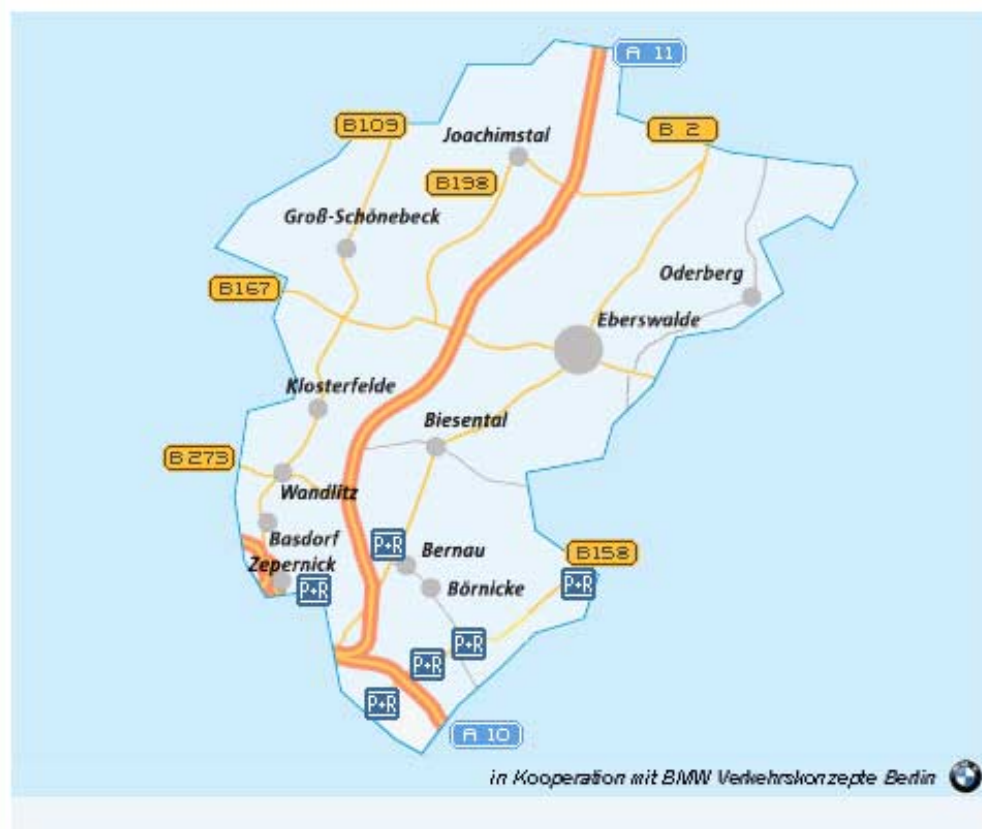 A 11
B109
B 2
Joachimstal
B198
Groß-Schönebeck
Oderberg
B167
Eberswalde
Klosterfelde
Biesental
B 273
Wandlitz
Basdorf
P+R
Bernau
B158
Zepernick
P+R
P+R
Börnicke
P+R
P+R
P+R
A 10
in Kooperation mit BMW Verkehrskonzepte Berlin